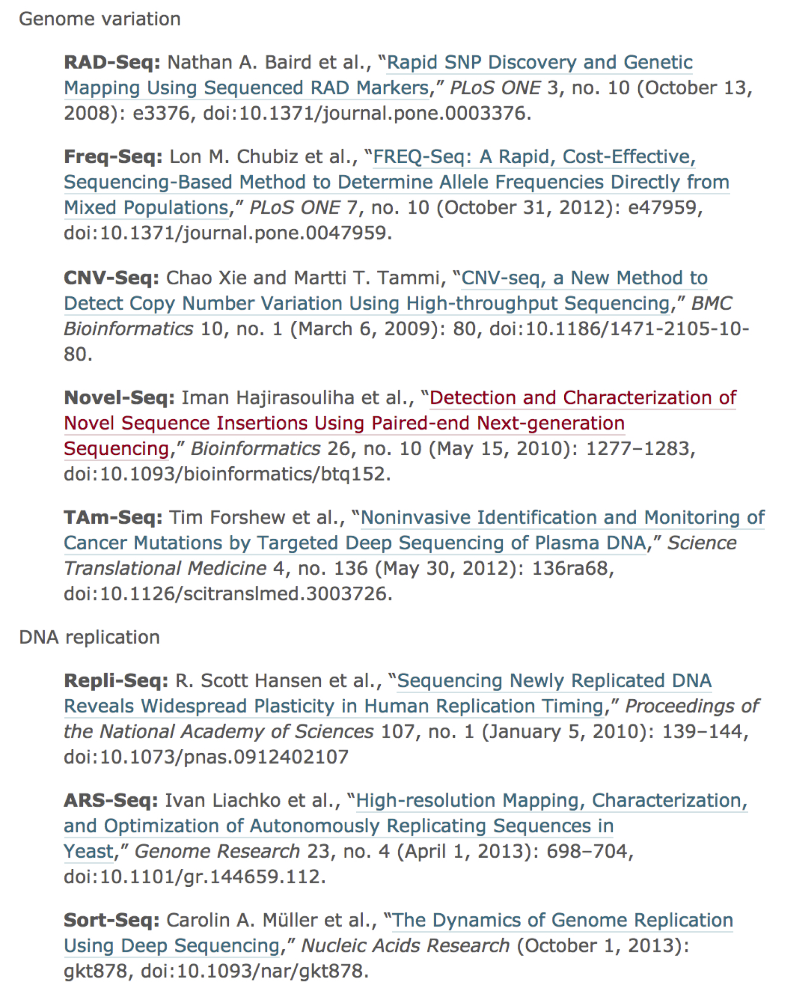 Genome variation
RAD-Seq: Nathan A. Baird et al., “Rapid SNP Discovery and Genetic
Mapping Using Sequenced RAD Markers,” PLoS ONE 3, no. 10 (October 13,
2008): e3376, doi:10.1371/journal.pone.0003376.
Freq-Seq: Lon M. Chubiz et al., “FREQ-Seq: A Rapid, Cost-Effective,
Sequencing-Based Method to Determine Allele Frequencies Directly from
Mixed Populations,” PLoS ONE 7, no. 10 (October 31, 2012): e47959,
doi:10.1371/journal.pone.0047959.
CNV-Seq: Chao Xie and Martti T. Tammi, “CNV-seq, a New Method to
Detect Copy Number Variation Using High-throughput Sequencing,” BMC
Bioinformatics 10, no. 1 (March 6, 2009): 80, doi:10.1186/1471-2105-10-
80.
Novel-Seq: Iman Hajirasouliha et al., “Detection and Characterization of
Novel Sequence Insertions Using Paired-end Next-generation
Sequencing,” Bioinformatics 26, no. 10 (May 15, 2010): 1277–1283,
doi:10.1093/bioinformatics/btq152.
TAm-Seq: Tim Forshew et al., “Noninvasive Identification and Monitoring of
Cancer Mutations by Targeted Deep Sequencing of Plasma DNA,” Science
Translational Medicine 4, no. 136 (May 30, 2012): 136ra68,
doi:10.1126/scitranslmed.3003726.
DNA replication
Repli-Seq: R. Scott Hansen et al., “Sequencing Newly Replicated DNA
Reveals Widespread Plasticity in Human Replication Timing,” Proceedings of
the National Academy of Sciences 107, no. 1 (January 5, 2010): 139–144,
doi:10.1073/pnas.0912402107
ARS-Seq: Ivan Liachko et al., “High-resolution Mapping, Characterization,
and Optimization of Autonomously Replicating Sequences in
Yeast,” Genome Research 23, no. 4 (April 1, 2013): 698–704,
doi:10.1101/gr.144659.112.
Sort-Seq: Carolin A. Müller et al., “The Dynamics of Genome Replication
Using Deep Sequencing,” Nucleic Acids Research (October 1, 2013):
gkt878, doi:10.1093/nar/gkt878.